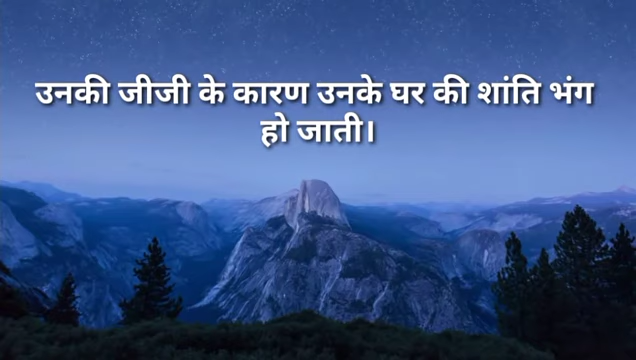 उनकी जीजी के कारण उनके घर की शांति भंग
हो जाती।